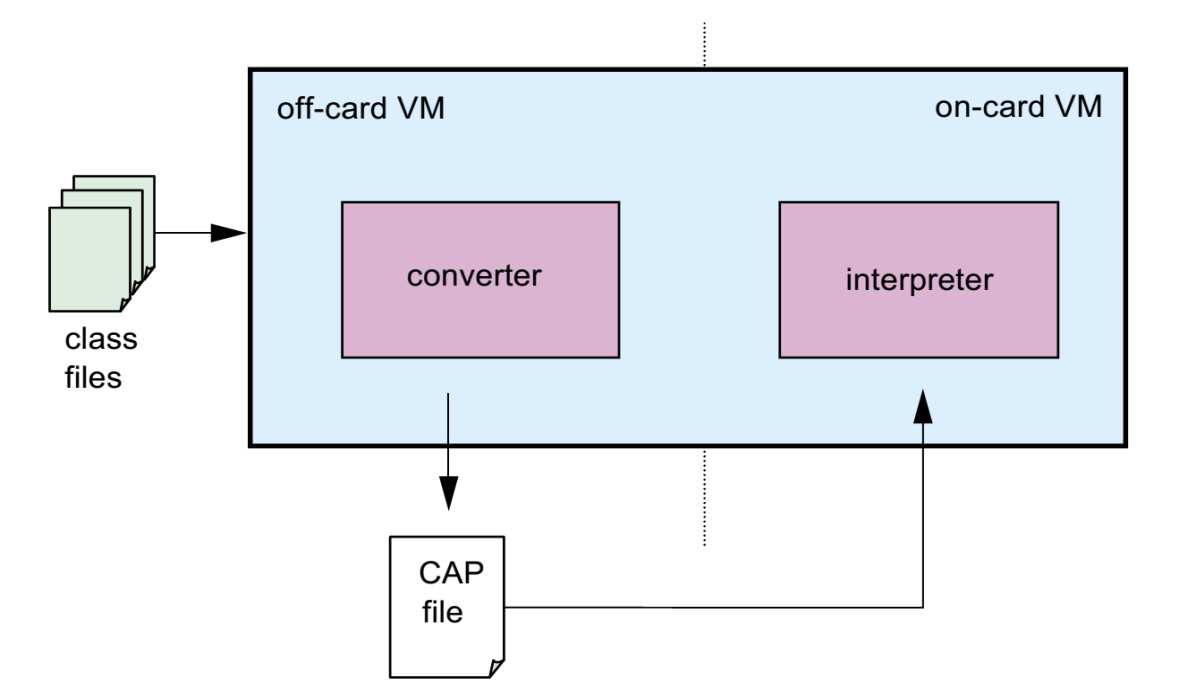 off-card VM
on-card VM
converter
interpreter
class
files
CAP
file